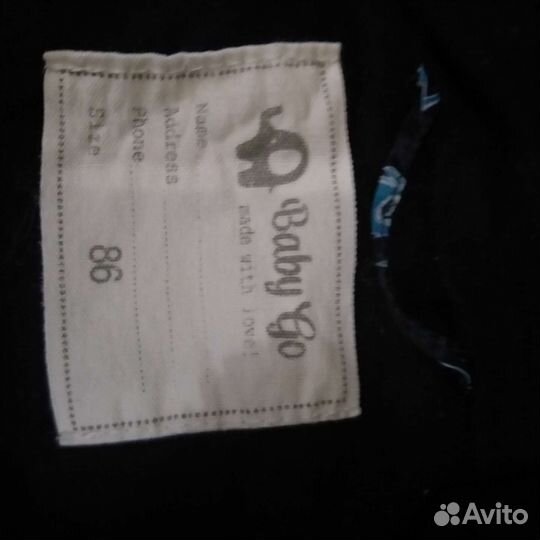 Baby Go
made with love!
Name
Address
Phone
Size 86
Avito